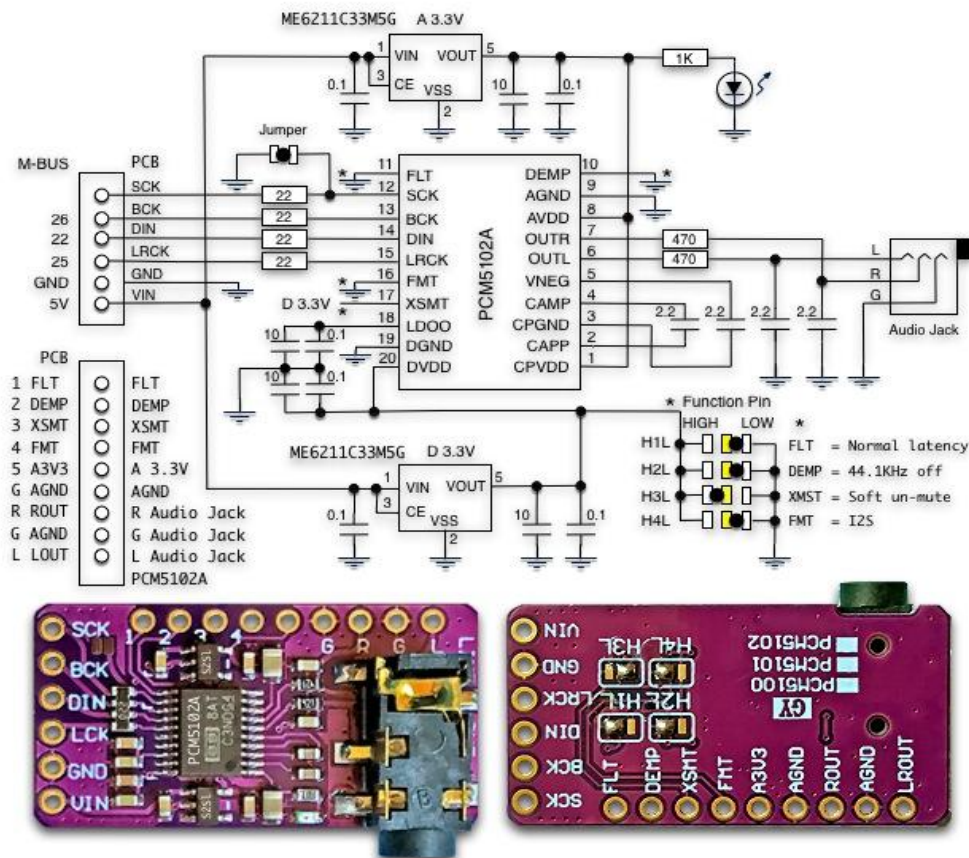 ME6211C33M5G A 3.3V
1 VIN VOUT 5
3 CE
VSS
2
0.1
10
0.1
1K
Jumper
M-BUS PCB
SCK
26 BCK
22 DIN
25 LRCK
GND GND
5V VIN
22
22
22
22
PCM5102A
* 11 FLT DEMP 10 *
12 SCK AGND 9
13 BCK AVDD 8
14 DIN OUTR 7
15 LRCK OUTL 6
* 16 FMT VNEG 5
17 XSMT CAMP 4
* 18 LDOO CPGND 3
19 DGND CAPP 2
20 DVDD CPVDD 1
470
470
2.2 2.2 2.2 2.2
L
R
G
Audio Jack
D 3.3V
10 0.1
10 0.1
PCB
1 FLT FLT
2 DEMP DEMP
3 XSMT XSMT
4 FMT FMT
5 A3V3 A 3.3V
G AGND AGND
R ROUT R Audio Jack
G AGND G Audio Jack
L LOUT L Audio Jack
PCM5102A
ME6211C33M5G D 3.3V
1 VIN VOUT 5
3 CE
VSS
2
0.1
10
0.1
* Function Pin
HIGH LOW *
H1L FLT = Normal latency
H2L DEMP = 44.1KHz off
H3L XMST = Soft un-mute
H4L FMT = I2S
SCK
BCK
DIN
LCK
GND
VIN
1 2 3 4 G R G L
S2S1
PCM5102A
8AT
C3NOG4
S2S1
B
VIN
GND
LRCK
DIN
BCK
SCK
H3L H4L
H1L H2L
PCM5102
PCM5101
PCM5100
GY
FLT
DEMP
XSMT
FMT
A3V3
AGND
ROUT
AGND
LROUT